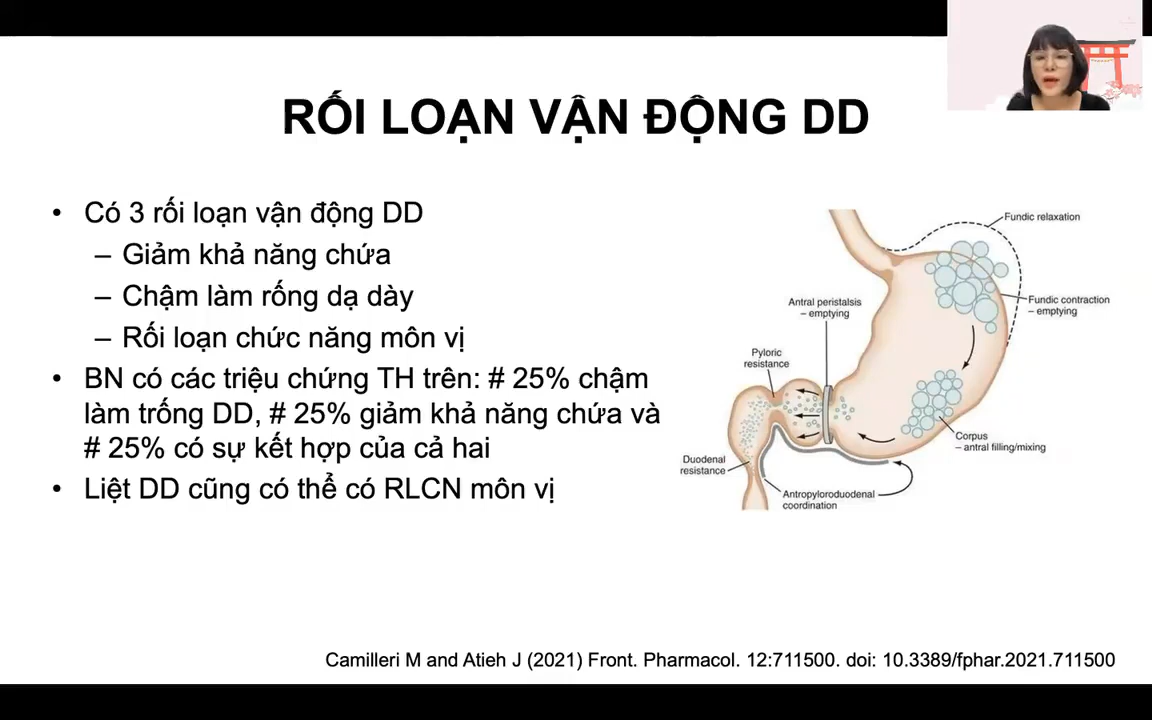 RỐI LOẠN VẬN ĐỘNG DD
• Có 3 rối loạn vận động DD
– Giảm khả năng chứa
– Chậm làm rống dạ dày
– Rối loạn chức năng môn vị
• BN có các triệu chứng TH trên: # 25% chậm
làm trống DD, # 25% giảm khả năng chứa và
# 25% có sự kết hợp của cả hai
• Liệt DD cũng có thể có RLCN môn vị
Fundic relaxation
Antral peristalsis
– emptying
Fundic contraction
– emptying
Pyloric
resistance
Corpus
– antral filling/mixing
Duodenal
resistance
Antropyloroduodenal
coordination
Camilleri M and Atieh J (2021) Front. Pharmacol. 12:711500. doi: 10.3389/fphar.2021.711500